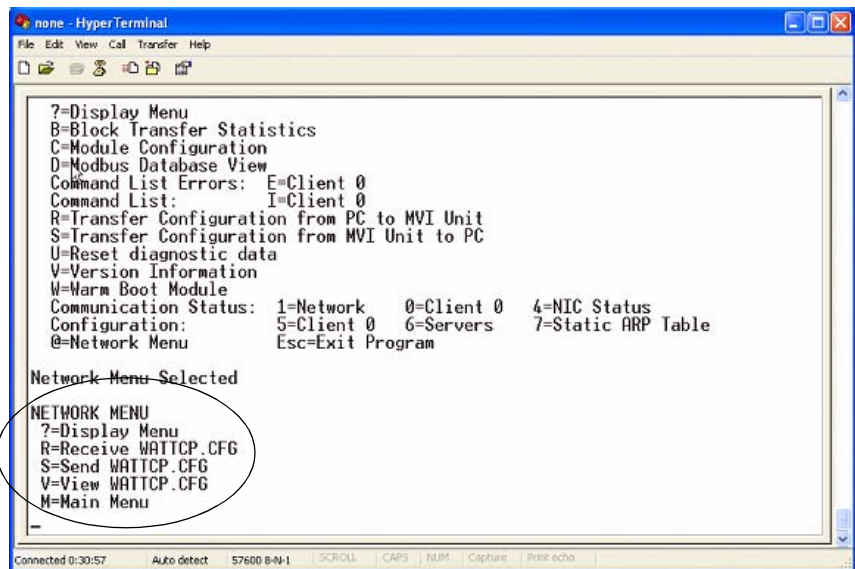 none - HyperTerminal
File Edit View Call Transfer Help
?=Display Menu
B=Block Transfer Statistics
C=Module Configuration
D=Modbus Database View
Command List Errors: E=Client 0
Command List: I=Client 0
R=Transfer Configuration from PC to MVI Unit
S=Transfer Configuration from MVI Unit to PC
U=Reset diagnostic data
V=Version Information
W=Warm Boot Module
Communication Status: 1=Network 0=Client 0 4=NIC Status
Configuration: 5=Client 0 6=Servers 7=Static ARP Table
@=Network Menu Esc=Exit Program
Network Menu Selected
NETWORK MENU
?=Display Menu
R=Receive WATTCP.CFG
S=Send WATTCP.CFG
V=View WATTCP.CFG
M=Main Menu
_
Connected 0:30:57 Auto detect 57600 8-N-1 SCROLL CAPS NUM Capture Print echo